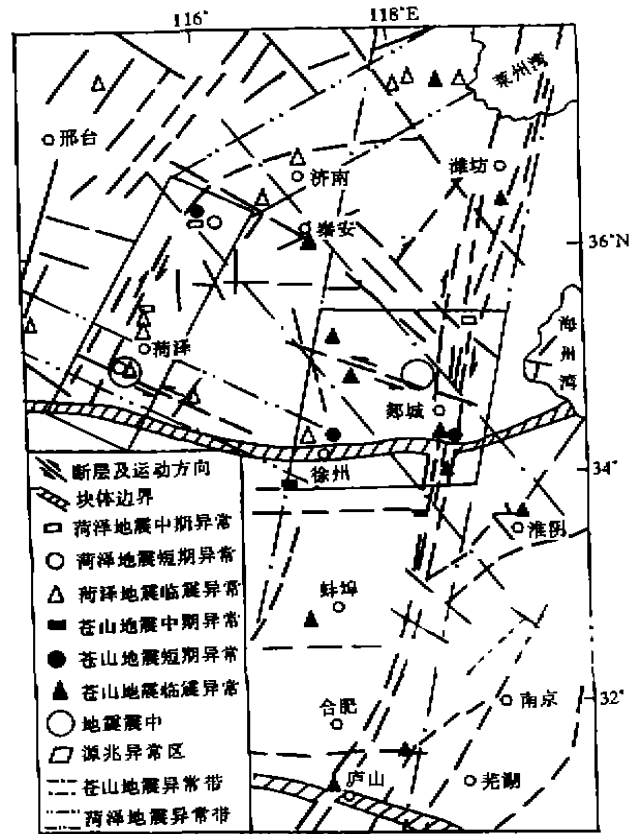 116°
118°E
莱州湾
邢台
济南
潍坊
泰安
36°N
海州湾
菏泽
郯城
徐州
34°
淮阴
蚌埠
南京
32°
合肥
庐山
芜湖
断层及运动方向
块体边界
菏泽地震中期异常
菏泽地震短期异常
菏泽地震临震异常
苍山地震中期异常
苍山地震短期异常
苍山地震临震异常
地震震中
源兆异常区
苍山地震异常带
菏泽地震异常带